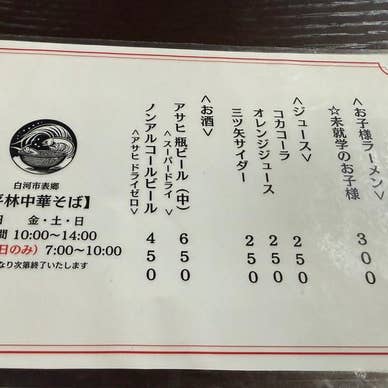 <お子様ラーメン>
☆未就学のお子様 300
<ジュース>
コカコーラ 250
オレンジジュース 250
三ツ矢サイダー 250
<お酒>
アサヒ 瓶ビール(中) 650
<スーパードライ>
ノンアルコールビール 450
<アサヒ ドライゼロ>
白河市表郷
林中華そば】
日 金・土・日
間 10:00〜14:00
日のみ) 7:00〜10:00
なり次第終了いたします